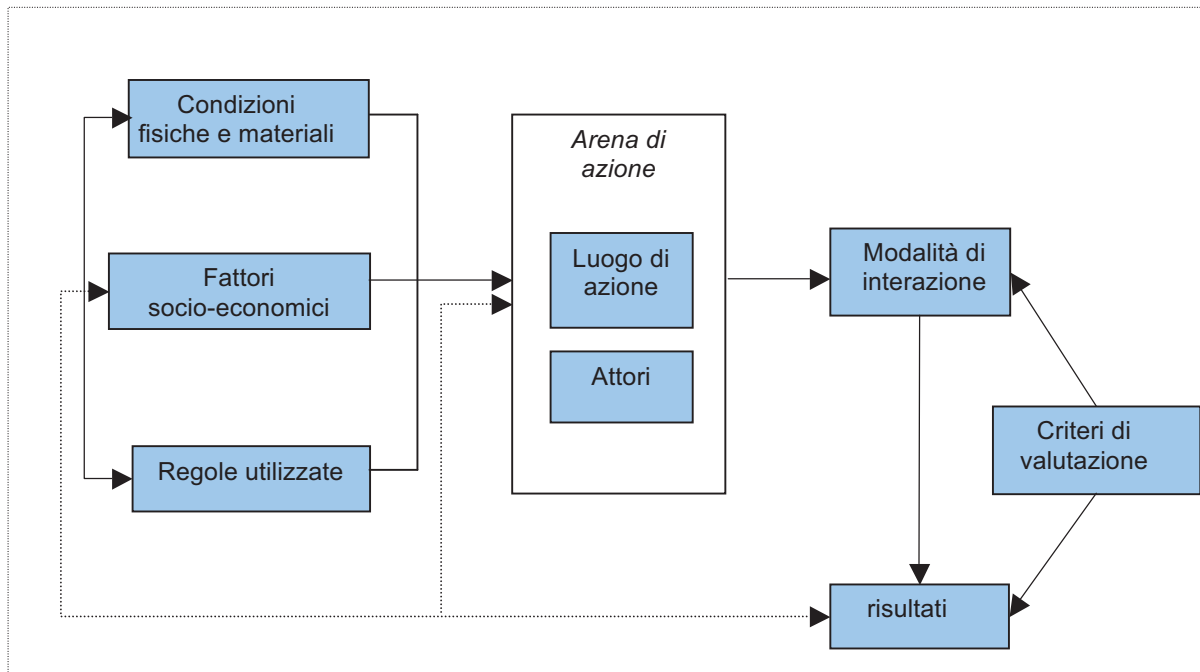 Condizioni
fisiche e materiali
Fattori
socio-economici
Regole utilizzate
Arena di
azione
Luogo di
azione
Attori
Modalità di
interazione
Criteri di
valutazione
risultati